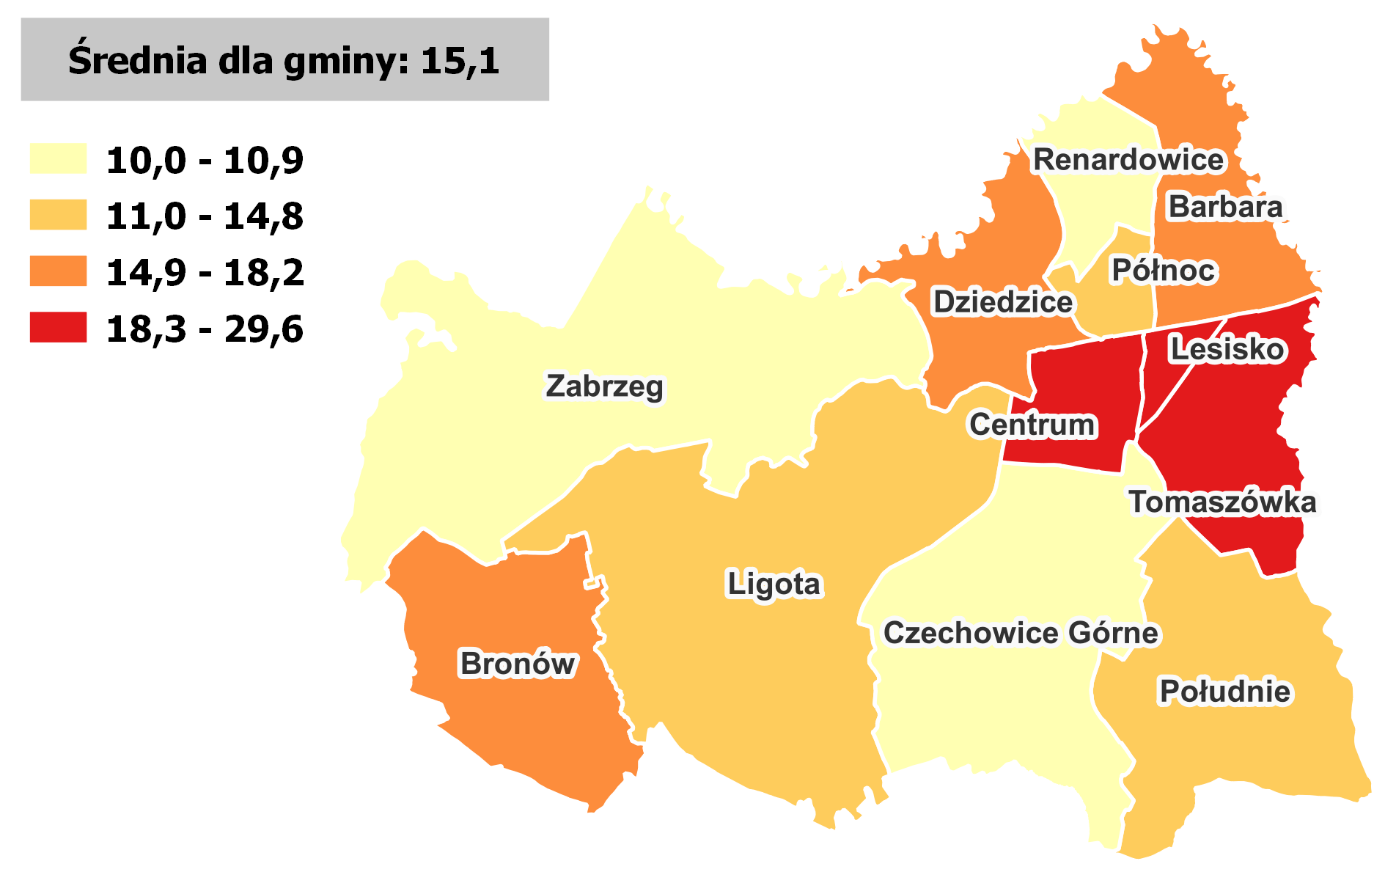 Średnia dla gminy: 15,1
10,0 - 10,9
11,0 - 14,8
14,9 - 18,2
18,3 - 29,6
Renardowice
Barbara
Północ
Dziedzice
Lesisko
Zabrzeg
Centrum
Tomaszówka
Ligota
Czechowice Górne
Bronów
Południe